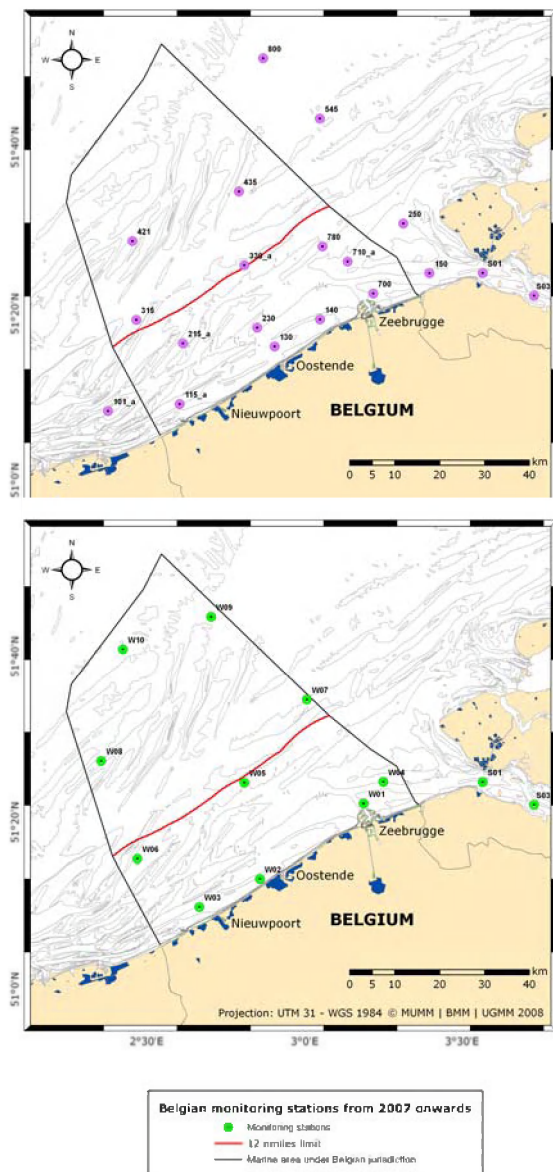 N
W E
S
800
545
51°40'N
435
250
421
780
330_a
710_a
150
S01
700
S03
51°20'N
315
230
140
Zeebrugge
215_a
130
Oostende
101_a
115_a
Nieuwpoort
BELGIUM
51°0'N
km
0 5 10 20 30 40
N
W E
S
W09
W10
51°40'N
W07
W08
W05
W04
S01
W01
S03
51°20'N
Zeebrugge
W06
W02
Oostende
W03
Nieuwpoort
BELGIUM
51°0'N
km
0 5 10 20 30 40
Projection: UTM 31 - WGS 1984 © MUMM | BMM | UGMM 2008
2°30'E 3°0'E 3°30'E
Belgian monitoring stations from 2007 onwards
Monitoring stations
12 nmiles limit
Marine area under Belgian jurisdiction